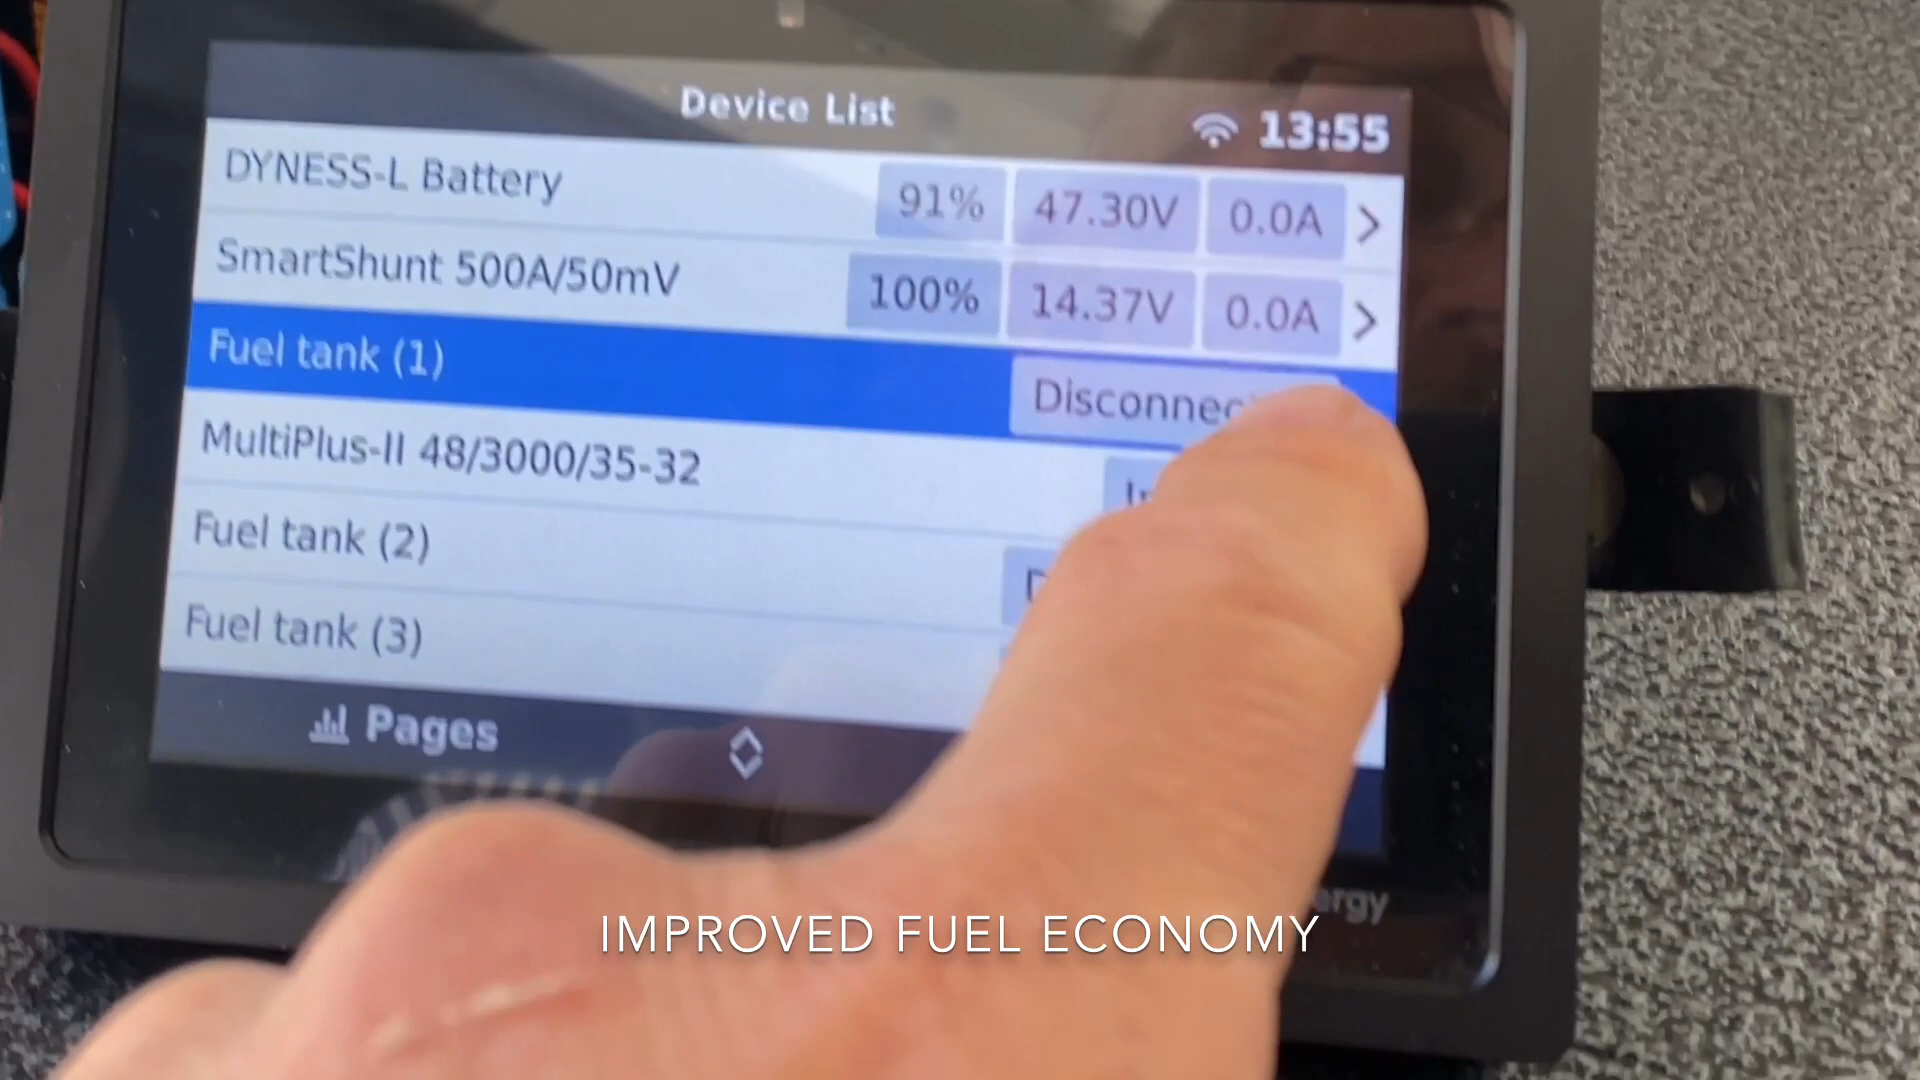 Device List
13:55
DYNESS-L Battery 91% 47.30V 0.0A
SmartShunt 500A/50mV 100% 14.37V 0.0A
Fuel tank (1)
MultiPlus-II 48/3000/35-32
Fuel tank (2)
Fuel tank (3)
Pages
IMPROVED FUEL ECONOMY